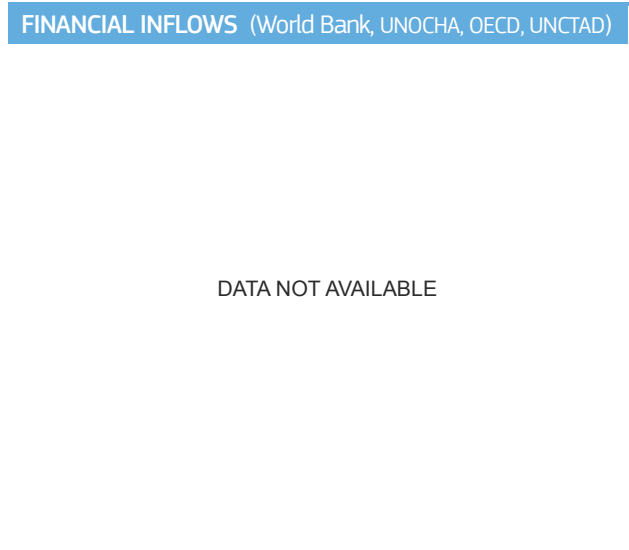 FINANCIAL INFLOWS (World Bank, UNOCHA, OECD, UNCTAD)
DATA NOT AVAILABLE